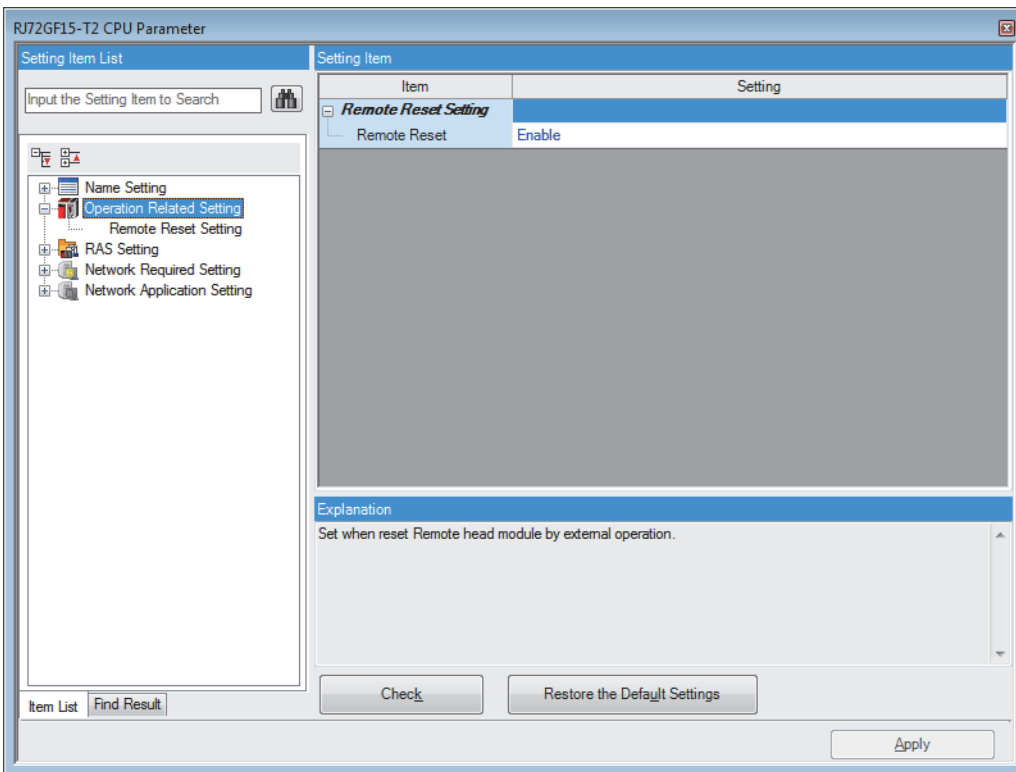 RJ72GF15-T2 CPU Parameter
Setting Item List
Input the Setting Item to Search
Name Setting
Operation Related Setting
Remote Reset Setting
RAS Setting
Network Required Setting
Network Application Setting
Item List
Find Result
Setting Item
Item Setting
Remote Reset Setting
Remote Reset Enable
Explanation
Set when reset Remote head module by external operation.
Check
Restore the Default Settings
Apply